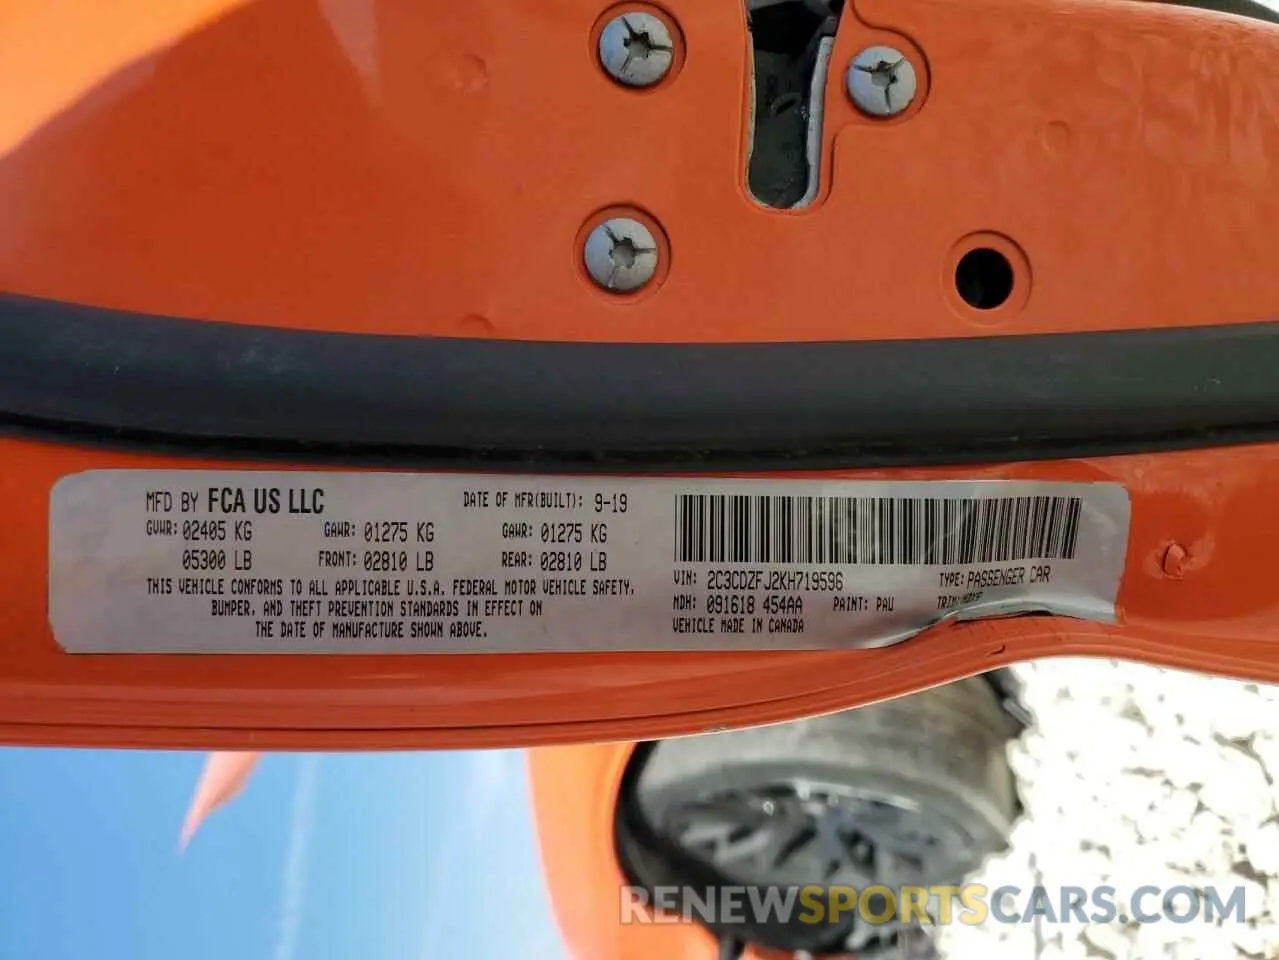 MFD BY FCA US LLC DATE OF MFR(BUILT): 9-19
GVWR: 02405 KG GAWR: 01275 KG GAWR: 01275 KG
05300 LB FRONT: 02810 LB REAR: 02810 LB
THIS VEHICLE CONFORMS TO ALL APPLICABLE U.S.A. FEDERAL MOTOR VEHICLE SAFETY,
BUMPER, AND THEFT PREVENTION STANDARDS IN EFFECT ON
THE DATE OF MANUFACTURE SHOWN ABOVE.
VIN: 2C3CDZFJ2KH719596 TYPE: PASSENGER CAR
MDH: 091618 454AA PAINT: PAU TRIM:
VEHICLE MADE IN CANADA
RENEWSPORTSCARS.COM